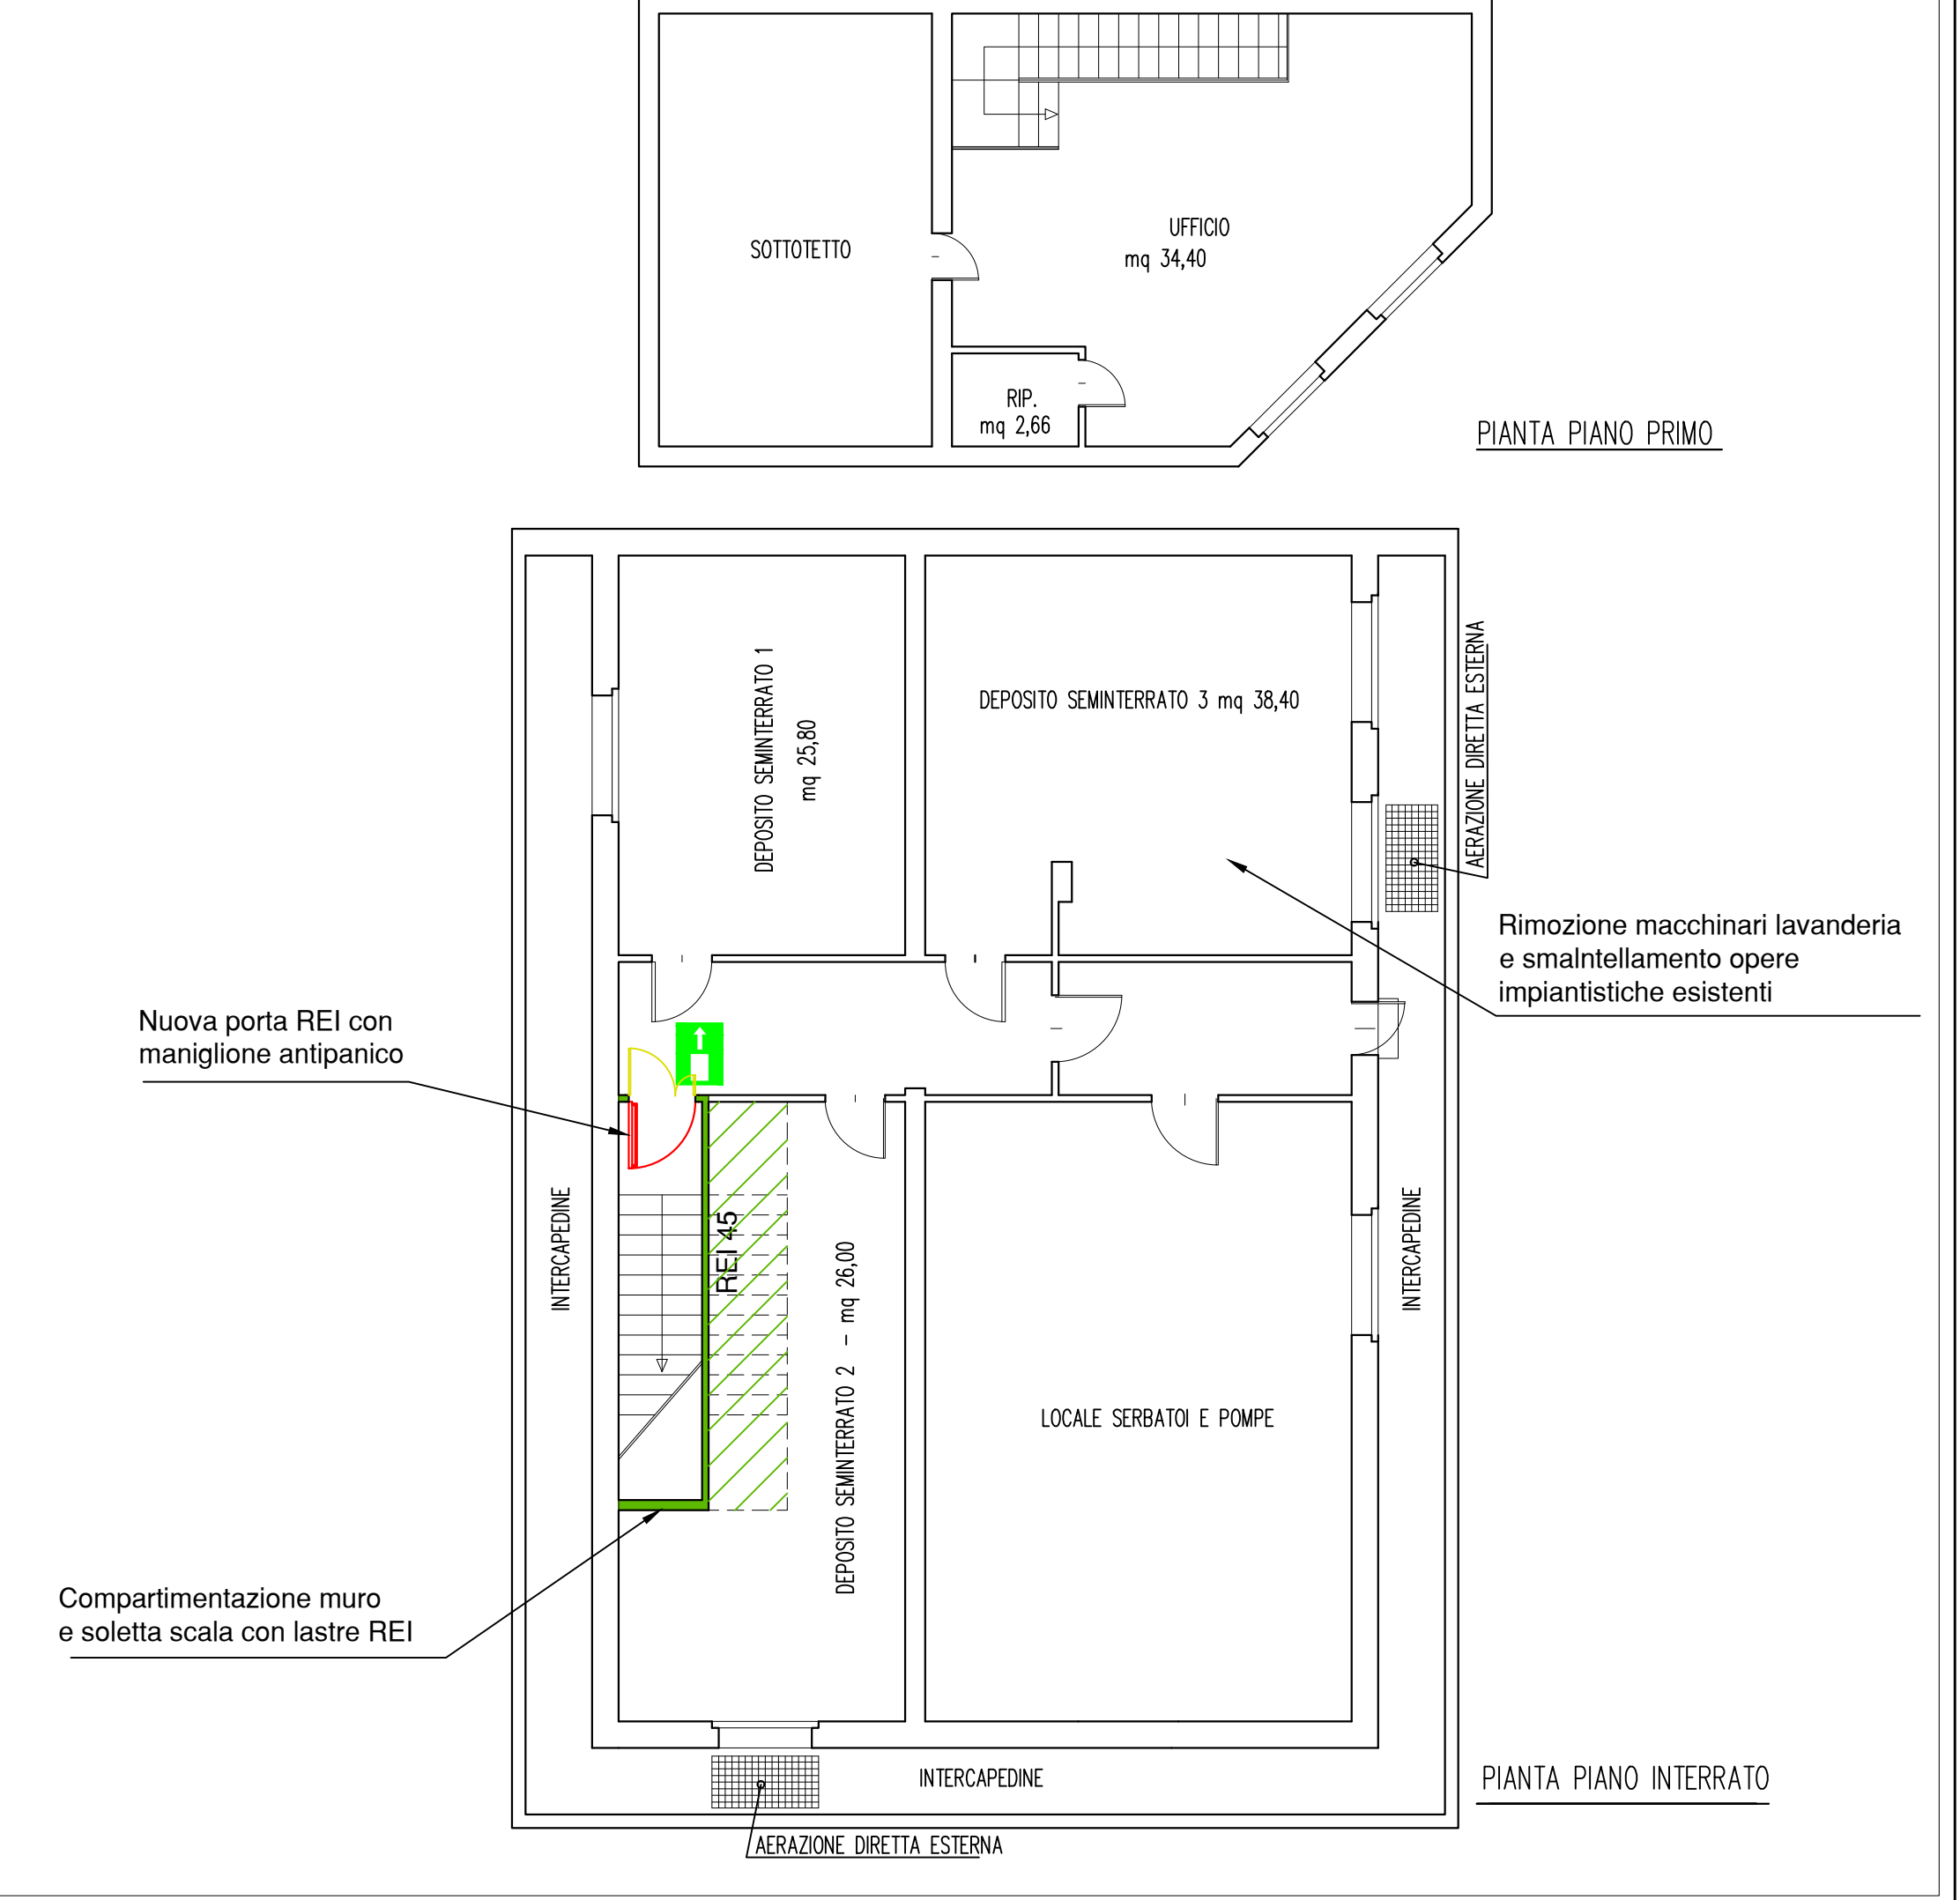 SOTTOTETTO
UFFICIO
mq 34,40
RIP.
mq 2,66
PIANTA PIANO PRIMO
DEPOSITO SEMINTERRATO 1
mq 25,80
DEPOSITO SEMINTERRATO 3 mq 38,40
AERAZIONE DIRETTA ESTERNA
Rimozione macchinari lavanderia
e smalntellamento opere
impiantistiche esistenti
Nuova porta REI con
maniglione antipanico
INTERCAPEDINE
REI 45
DEPOSITO SEMINTERRATO 2 - mq 26,00
INTERCAPEDINE
LOCALE SERBATOI E POMPE
Compartimentazione muro
e soletta scala con lastre REI
INTERCAPEDINE
PIANTA PIANO INTERRATO
AERAZIONE DIRETTA ESTERNA